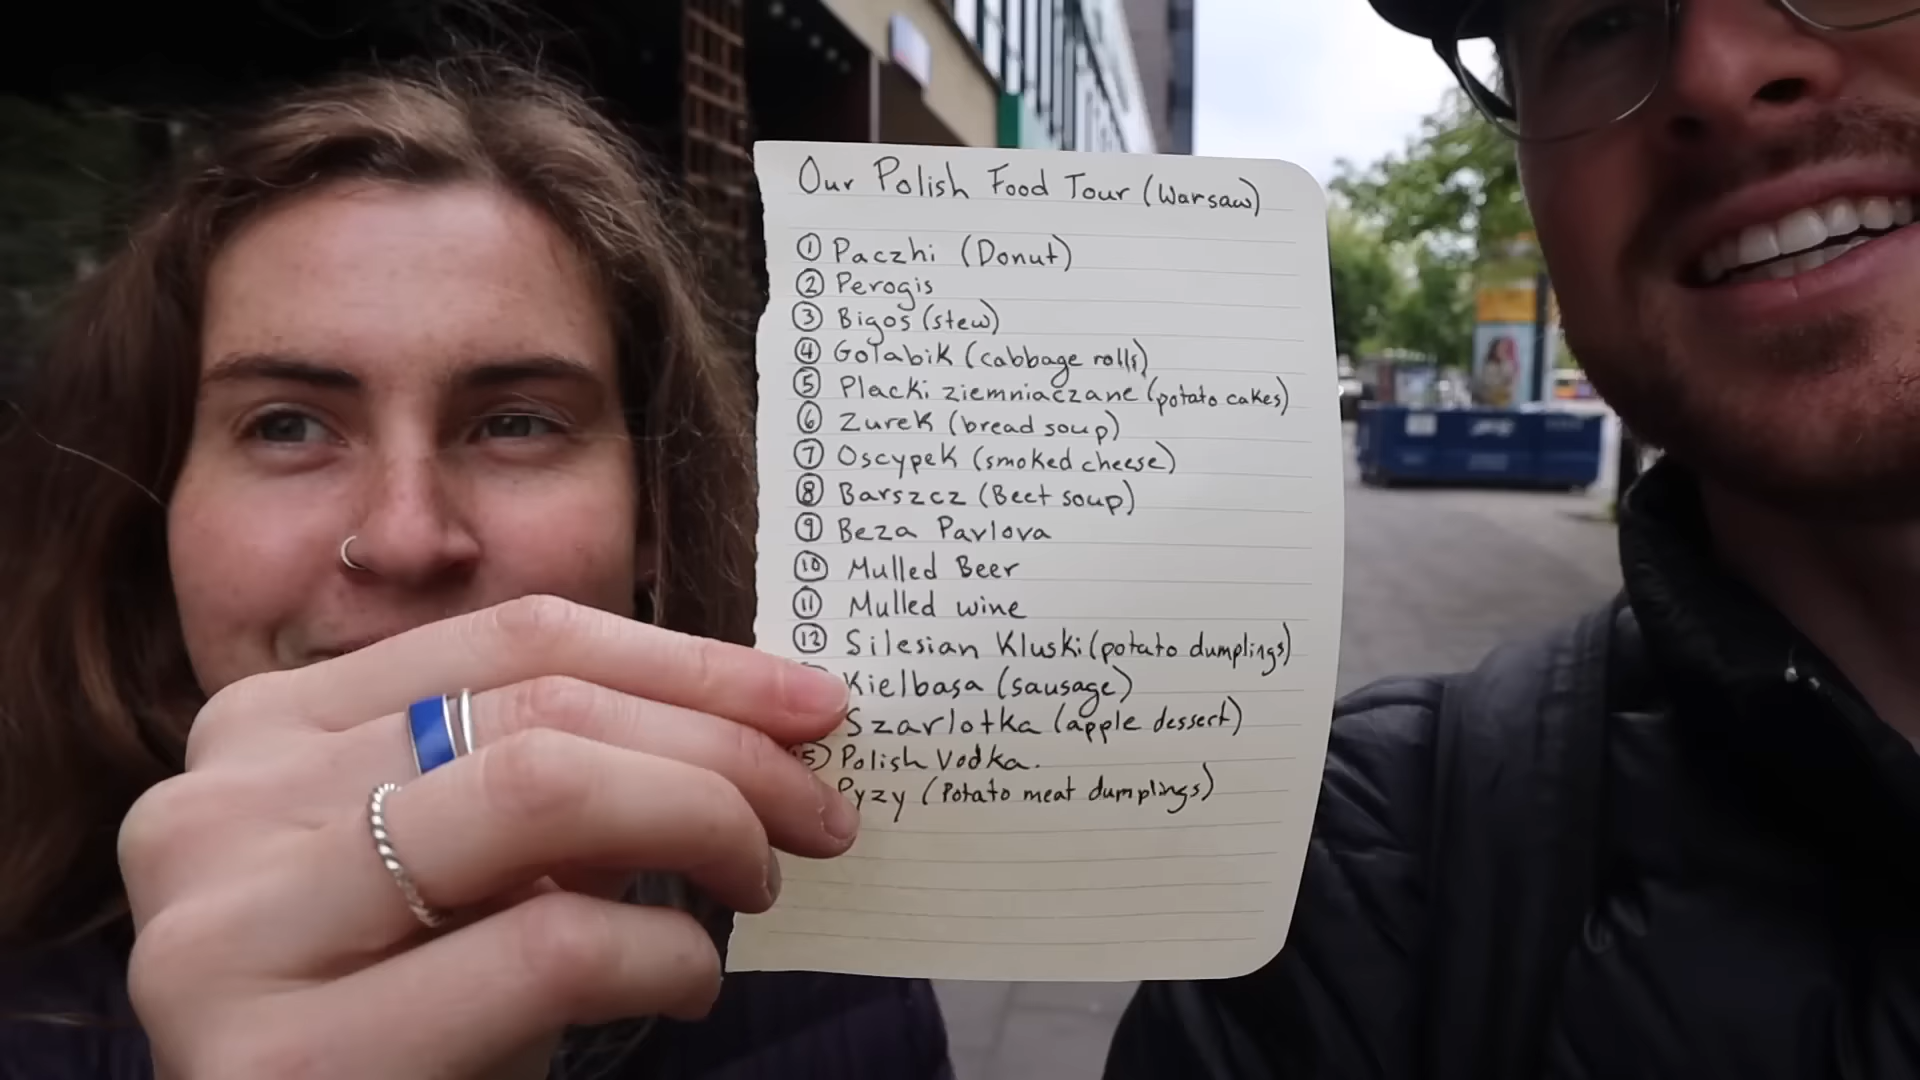 Our Polish Food Tour (Warsaw)
① Paczhi (Donut)
② Perogis
③ Bigos (stew)
④ Golabik (cabbage rolls)
⑤ Placki ziemniaczane (potato cakes)
⑥ Zurek (bread soup)
⑦ Oscypek (smoked cheese)
⑧ Barszcz (Beet soup)
⑨ Beza Pavlova
⑩ Mulled Beer
⑪ Mulled wine
⑫ Silesian Kluski (potato dumplings)
Kielbasa (sausage)
Szarlotka (apple dessert)
5) Polish Vodka.
Pyzy (Potato meat dumplings)